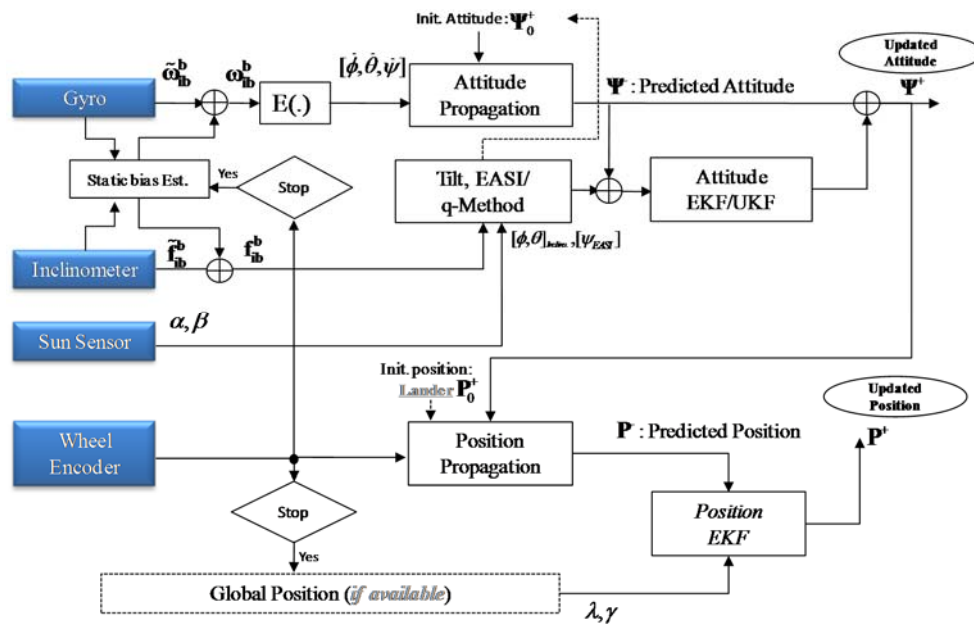 Init. Attitude: Ψ₀⁺
Updated
Attitude
Ψ⁺
ω̃ᵇᵢᵦ
ωᵇᵢᵦ
[ϕ̇,θ̇,ψ̇]
Gyro
E(.)
Attitude
Propagation
Ψ⁻: Predicted Attitude
Static bias Est.
Yes
Stop
Tilt, EASI/
q-Method
Attitude
EKF/UKF
[ϕ,θ]Inclin.,[ψEASI]
Inclinometer
f̃ᵇᵢᵦ
fᵇᵢᵦ
α, β
Sun Sensor
Init. position:
Lander P₀⁺
Updated
Position
P⁺
Wheel
Encoder
Position
Propagation
P⁻: Predicted Position
Stop
Yes
Position
EKF
Global Position (if available)
λ,γ